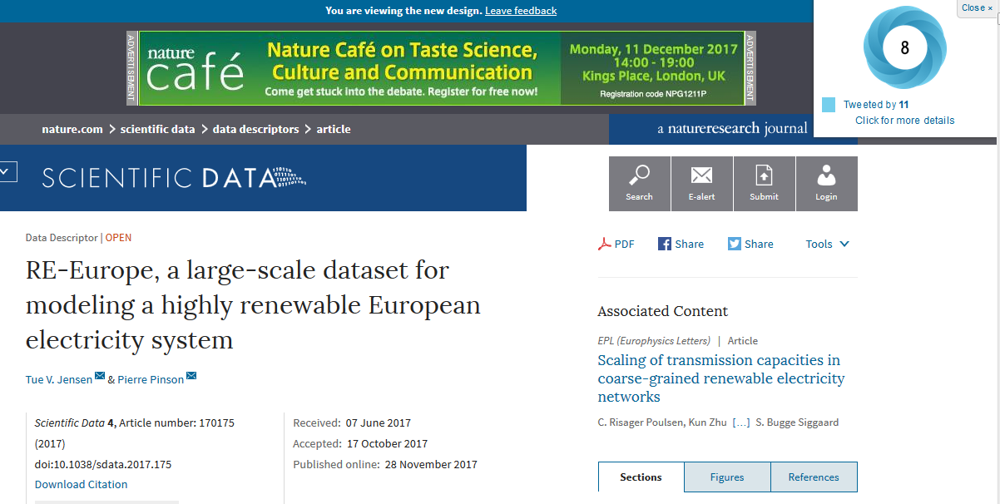 You are viewing the new design. Leave feedback
Close ×
8
Tweeted by 11
Click for more details
ADVERTISEMENT
nature
café
Nature Café on Taste Science,
Culture and Communication
Come get stuck into the debate. Register for free now!
Monday, 11 December 2017
14:00 - 19:00
Kings Place, London, UK
Registration code NPG1211P
ADVERTISEMENT
nature.com > scientific data > data descriptors > article
a natureresearch journal
SCIENTIFIC DATA
Search
E-alert
Submit
Login
Data Descriptor | OPEN
RE-Europe, a large-scale dataset for
modeling a highly renewable European
electricity system
Tue V. Jensen & Pierre Pinson
Scientific Data 4, Article number: 170175
(2017)
doi:10.1038/sdata.2017.175
Download Citation
Received: 07 June 2017
Accepted: 17 October 2017
Published online: 28 November 2017
PDF
Share
Share
Tools
Associated Content
EPL (Europhysics Letters) | Article
Scaling of transmission capacities in
coarse-grained renewable electricity
networks
C. Risager Poulsen, Kun Zhu […] S. Bugge Siggaard
Sections
Figures
References